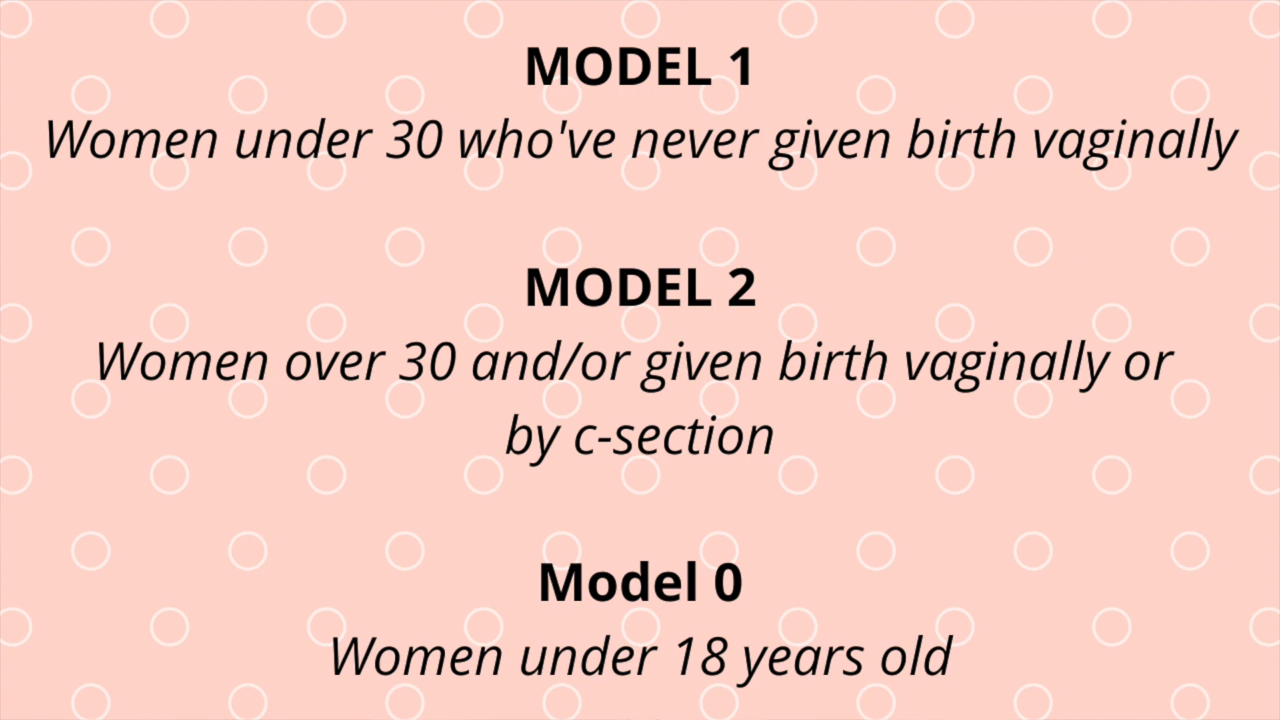 MODEL 1
Women under 30 who've never given birth vaginally
MODEL 2
Women over 30 and/or given birth vaginally or
by c-section
Model 0
Women under 18 years old